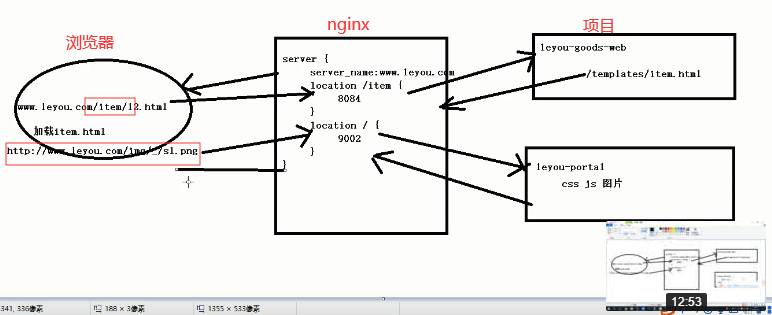 浏览器
nginx
项目
server {
server_name:www.leyou.com
location /item {
8084
}
location / {
9002
}
}
www.leyou.com/item/12.html
加载item.html
http://www.leyou.com/img/_/s1.png
leyou-goods-web
/templates/item.html
leyou-portal
css js 图片
12:53
341, 336像素
188 × 3像素
1355 × 533像素